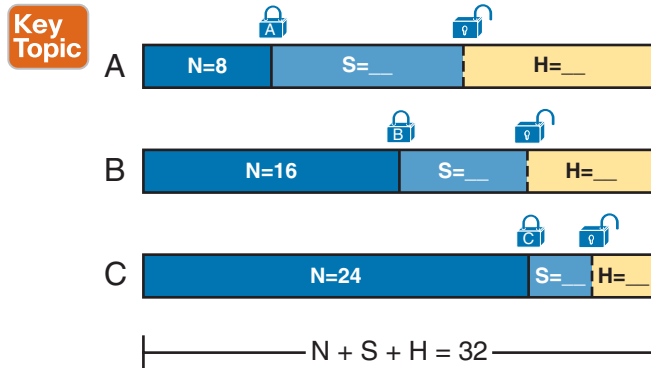 Key
Topic
A
A N=8 S=__ H=__
B
B N=16 S=__ H=__
C
C N=24 S=__ H=__
N + S + H = 32